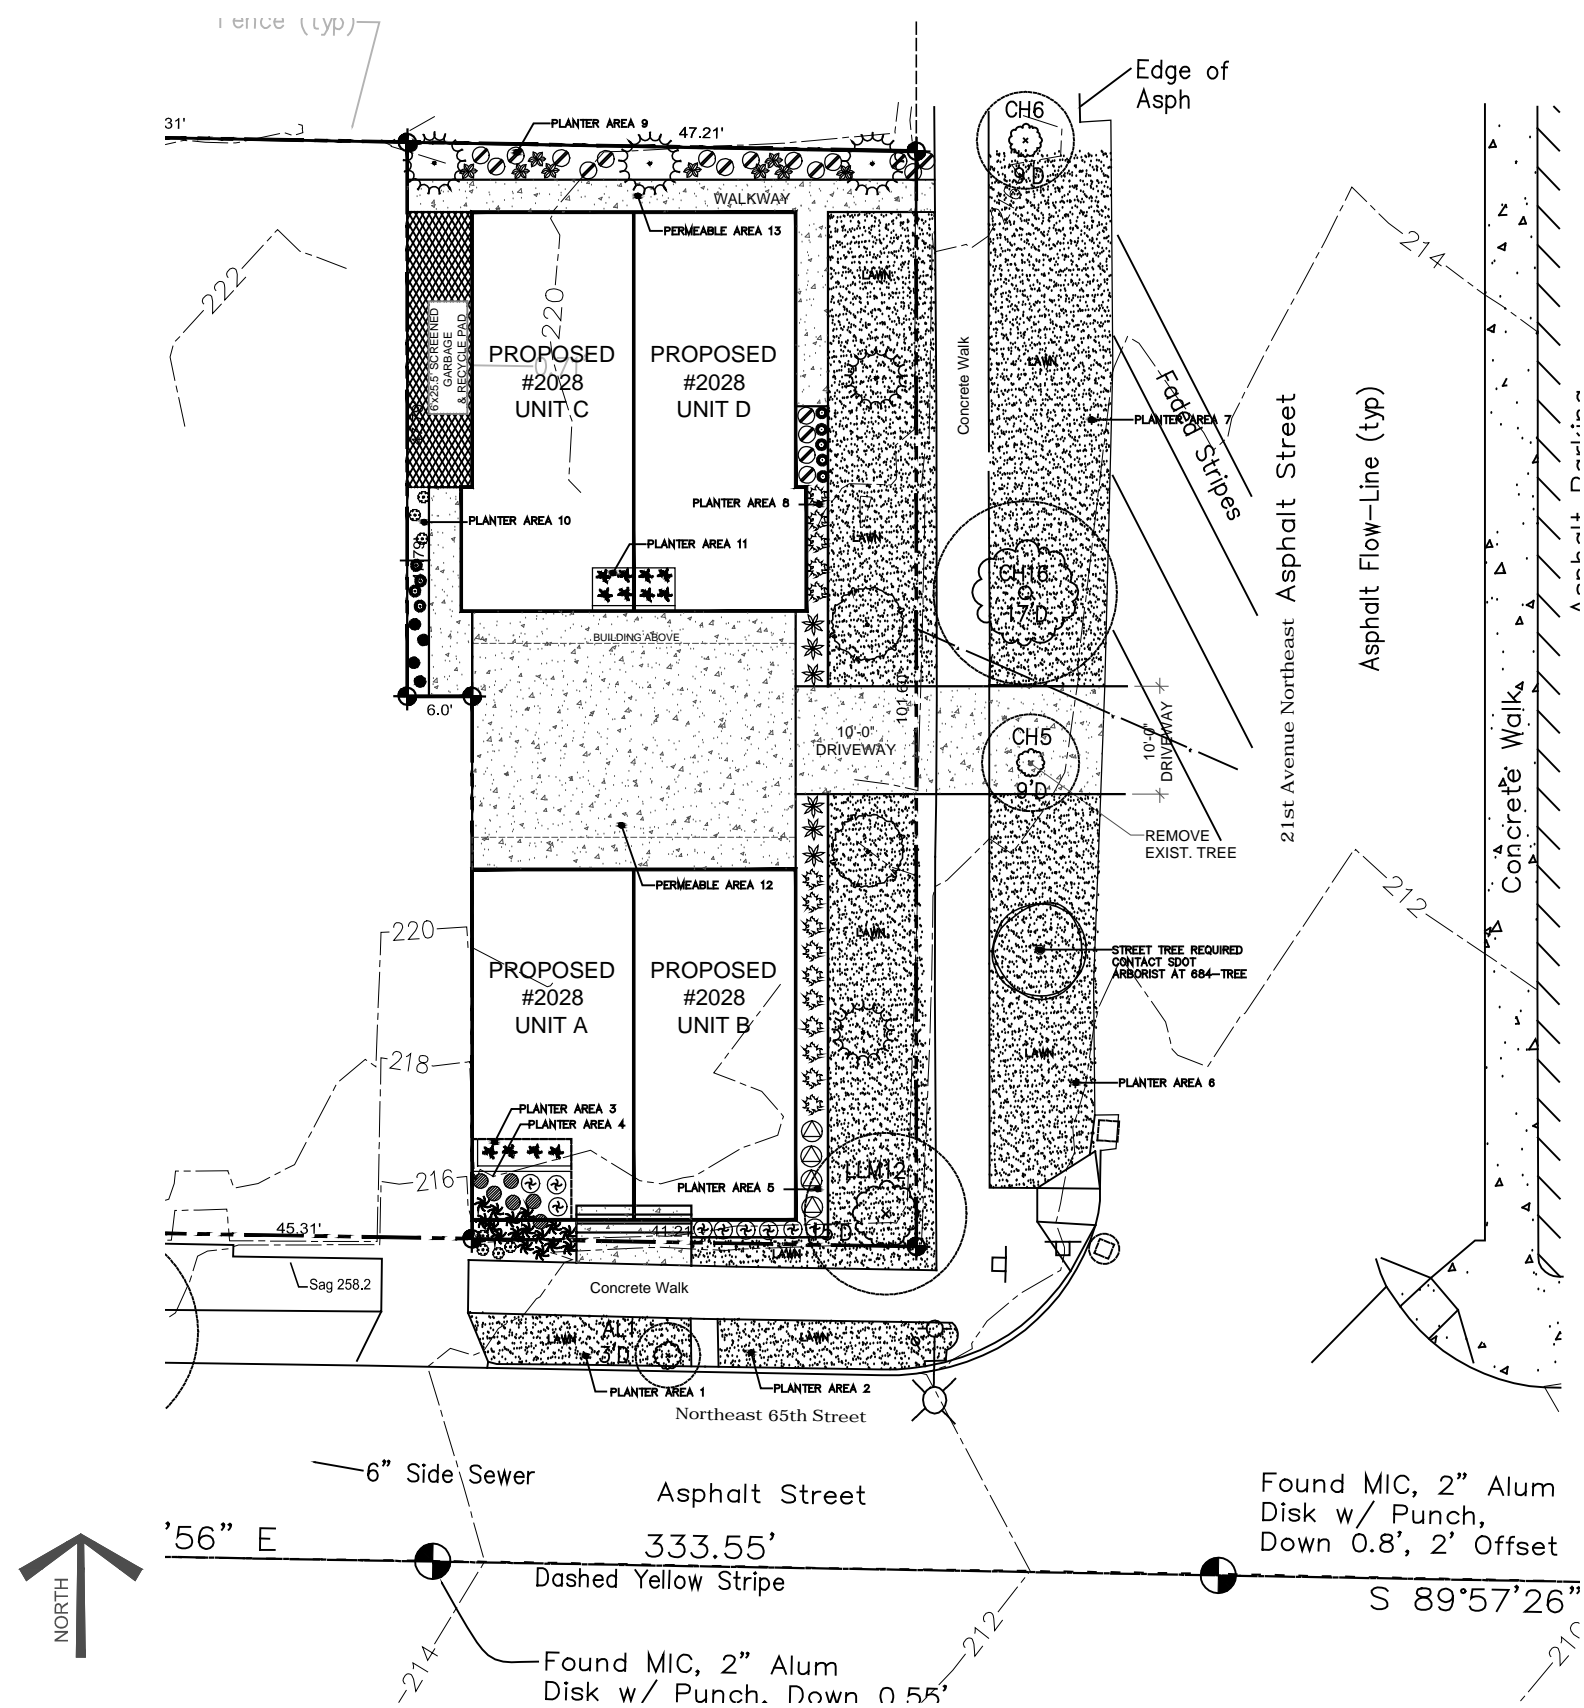 Fence (typ)
Edge of
Asph
31'
PLANTER AREA 9
47.21'
CH6
9'D
WALKWAY
PERMEABLE AREA 13
222
214
220
LAWN
6'x25.5' SCREENED
GARBAGE
& RECYCLE PAD
PROPOSED
#2028
UNIT C
PROPOSED
#2028
UNIT D
Concrete Walk
LAWN
PLANTER AREA 7
Faded Stripes
21st Avenue Northeast
Asphalt Street
Asphalt Flow-Line (typ)
Concrete Walk
Asphalt Parking
PLANTER AREA 8
PLANTER AREA 10
PLANTER AREA 11
LAWN
CH16
17'D
BUILDING ABOVE
6.0'
101.60'
10'-0"
DRIVEWAY
CH5
9'D
10'-0"
DRIVEWAY
REMOVE
EXIST. TREE
PERMEABLE AREA 12
212
220
LAWN
STREET TREE REQUIRED
CONTACT SDOT
ARBORIST AT 684-TREE
PROPOSED
#2028
UNIT A
PROPOSED
#2028
UNIT B
218
LAWN
PLANTER AREA 6
PLANTER AREA 3
PLANTER AREA 4
216
PLANTER AREA 5
LLM12
15'D
45.31'
41.21'
LAWN
Sag 258.2
Concrete Walk
LAWN
AL1
3'D
LAWN
PLANTER AREA 1
PLANTER AREA 2
Northeast 65th Street
6" Side Sewer
Asphalt Street
Found MIC, 2" Alum
Disk w/ Punch,
Down 0.8', 2' Offset
'56" E
333.55'
Dashed Yellow Stripe
S 89°57'26"
NORTH
214
212
210
Found MIC, 2" Alum
Disk w/ Punch, Down 0.55'